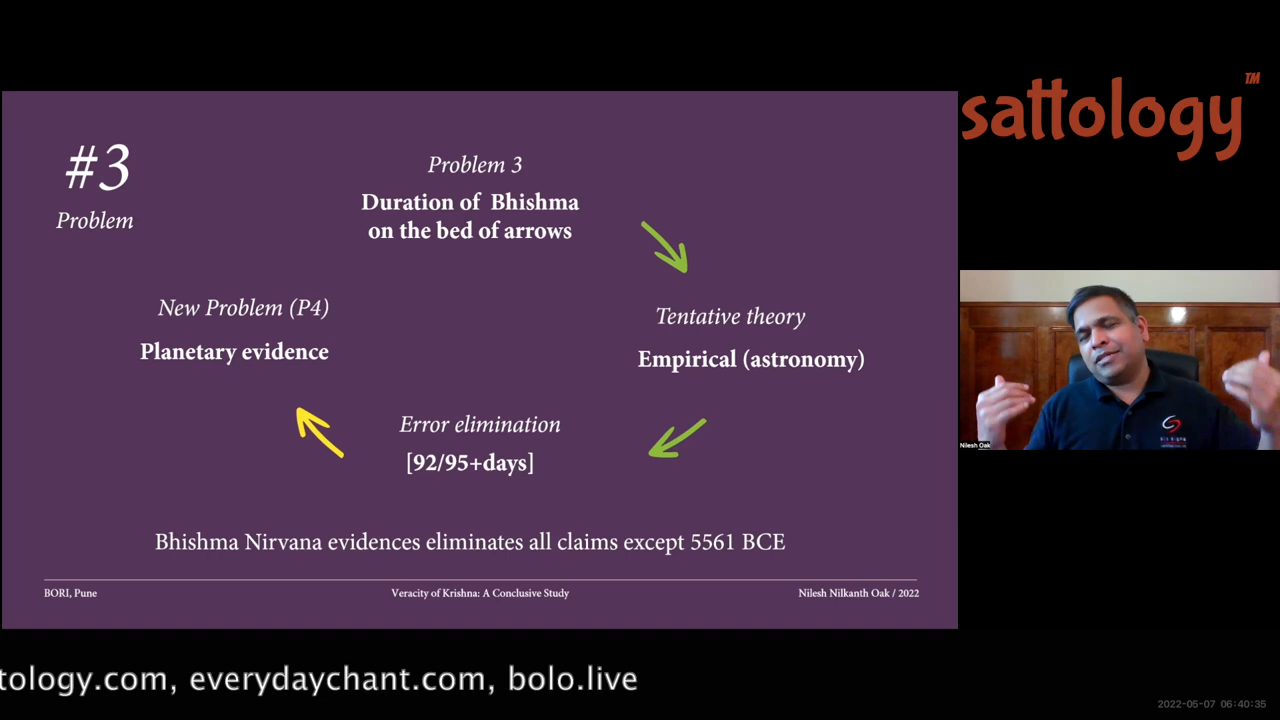 sattology™
#3
Problem
Problem 3
Duration of Bhishma
on the bed of arrows
New Problem (P4)
Planetary evidence
Tentative theory
Empirical (astronomy)
Error elimination
[92/95+days]
Bhishma Nirvana evidences eliminates all claims except 5561 BCE
BORI, Pune
Veracity of Krishna: A Conclusive Study
Nilesh Nilkanth Oak / 2022
Nilesh Oak
tology.com, everydaychant.com, bolo.live
2022-05-07 06:40:35